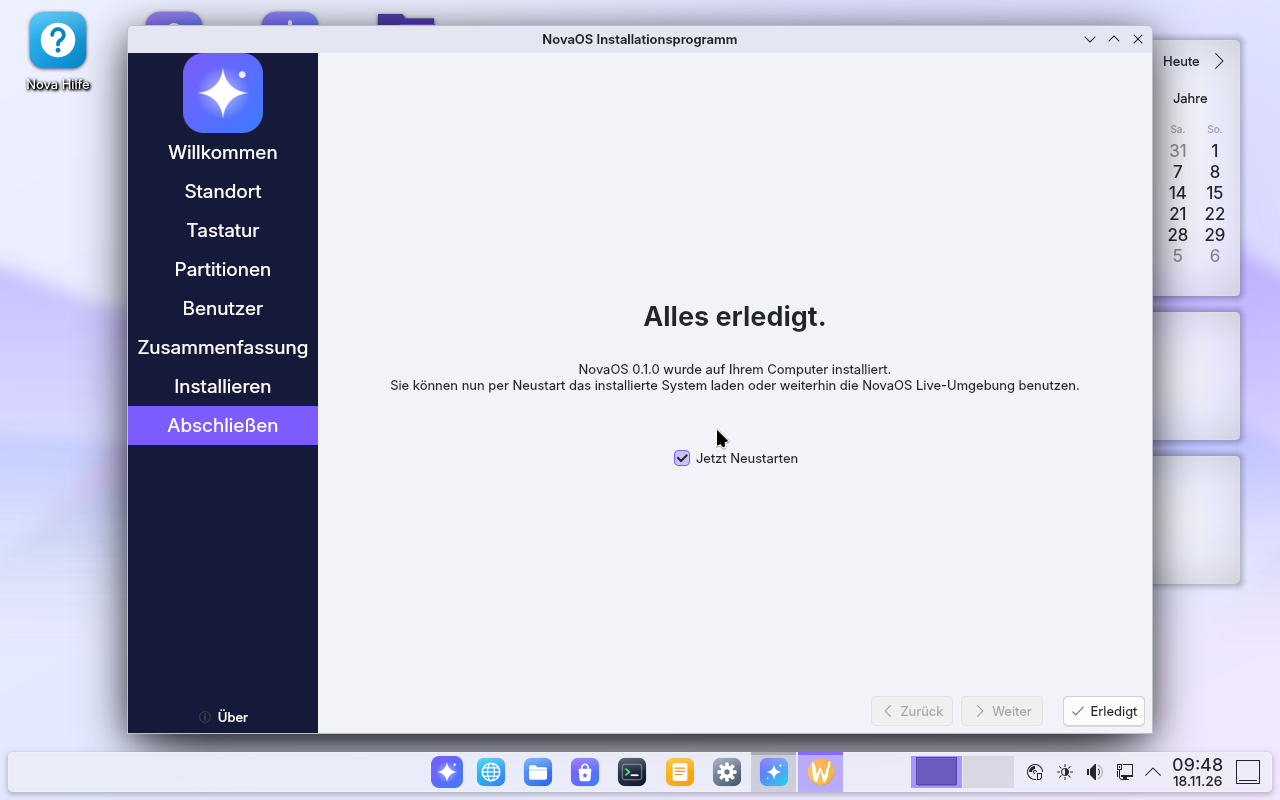 Nova Hilfe
NovaOS Installationsprogramm
Willkommen
Standort
Tastatur
Partitionen
Benutzer
Zusammenfassung
Installieren
Abschließen
Über
Alles erledigt.
NovaOS 0.1.0 wurde auf Ihrem Computer installiert.
Sie können nun per Neustart das installierte System laden oder weiterhin die NovaOS Live-Umgebung benutzen.
Jetzt Neustarten
Zurück
Weiter
Erledigt
Heute
Jahre
Sa. So.
31 1
7 8
14 15
21 22
28 29
5 6
09:48
18.11.26